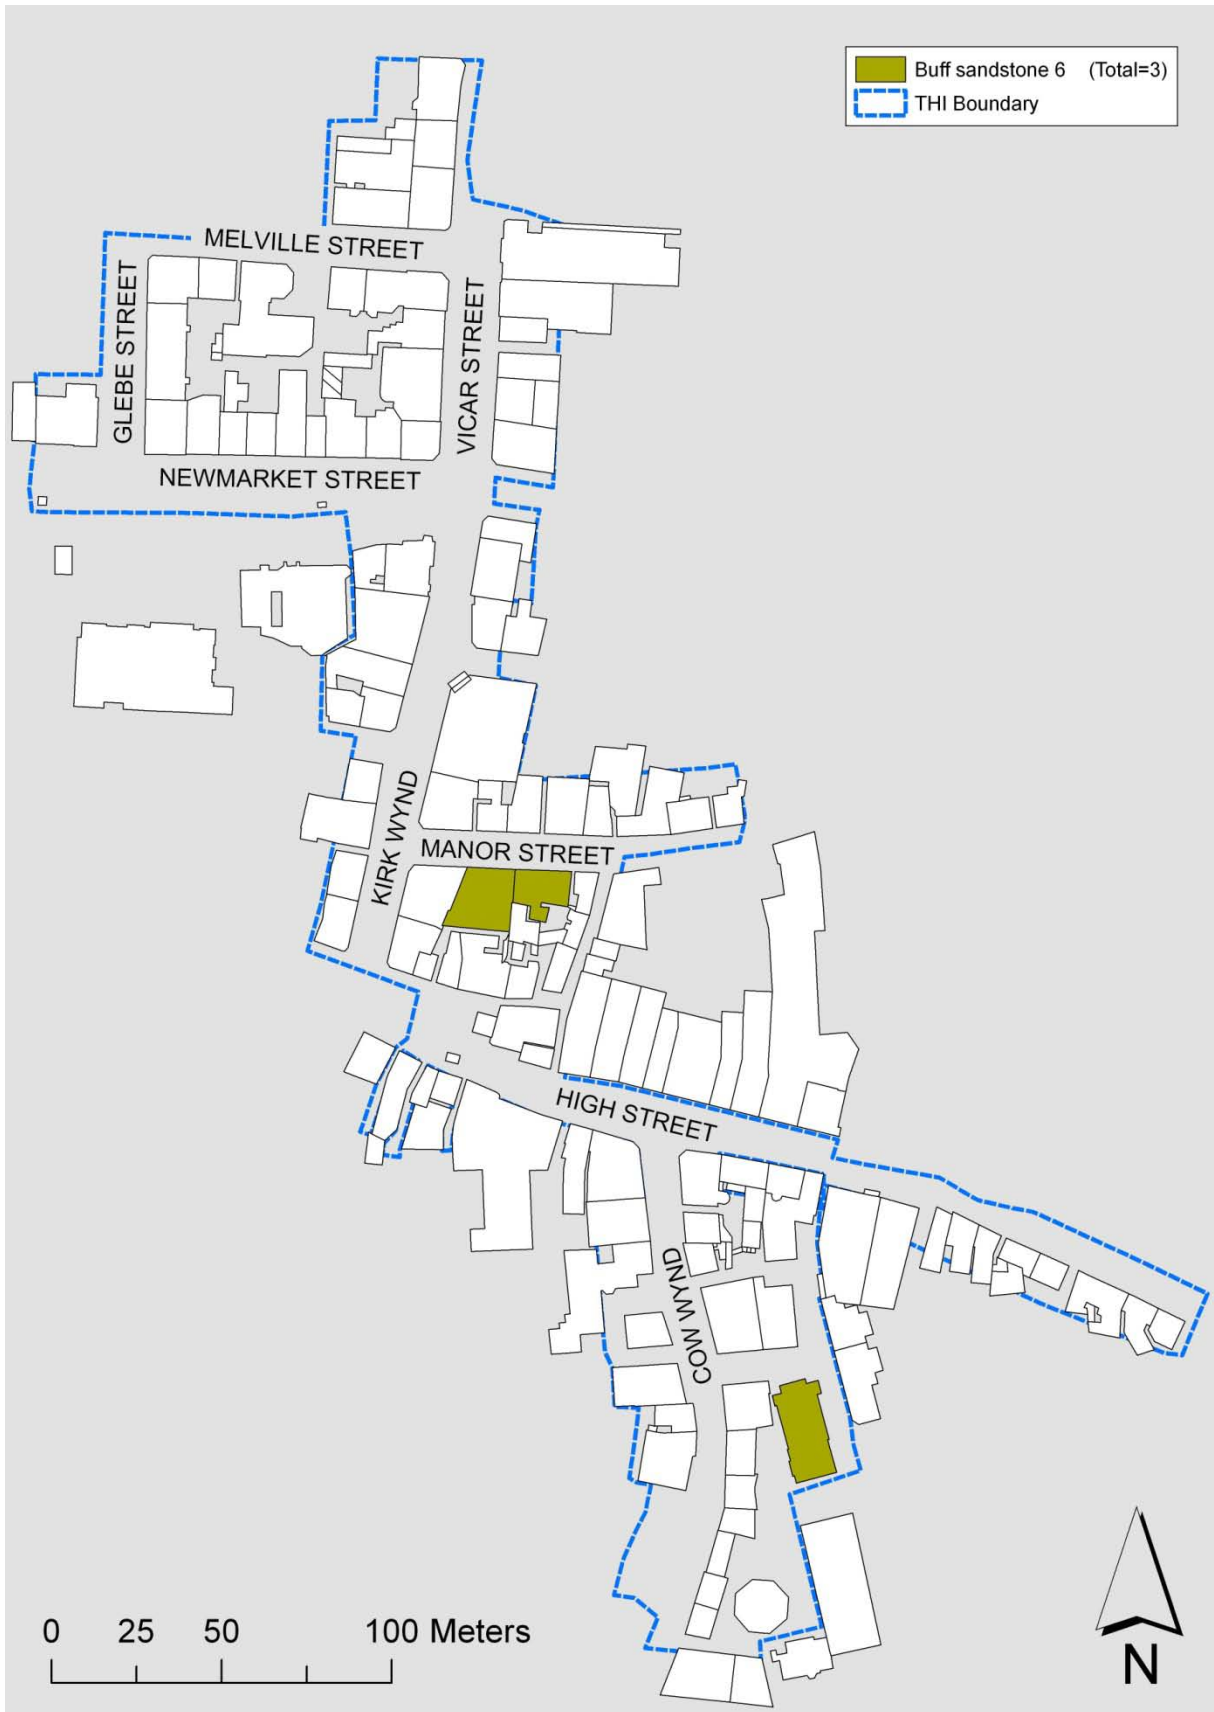 Buff sandstone 6 (Total=3)
THI Boundary
MELVILLE STREET
GLEBE STREET
VICAR STREET
NEWMARKET STREET
KIRK WYND
MANOR STREET
HIGH STREET
COW WYND
0 25 50 100 Meters
N